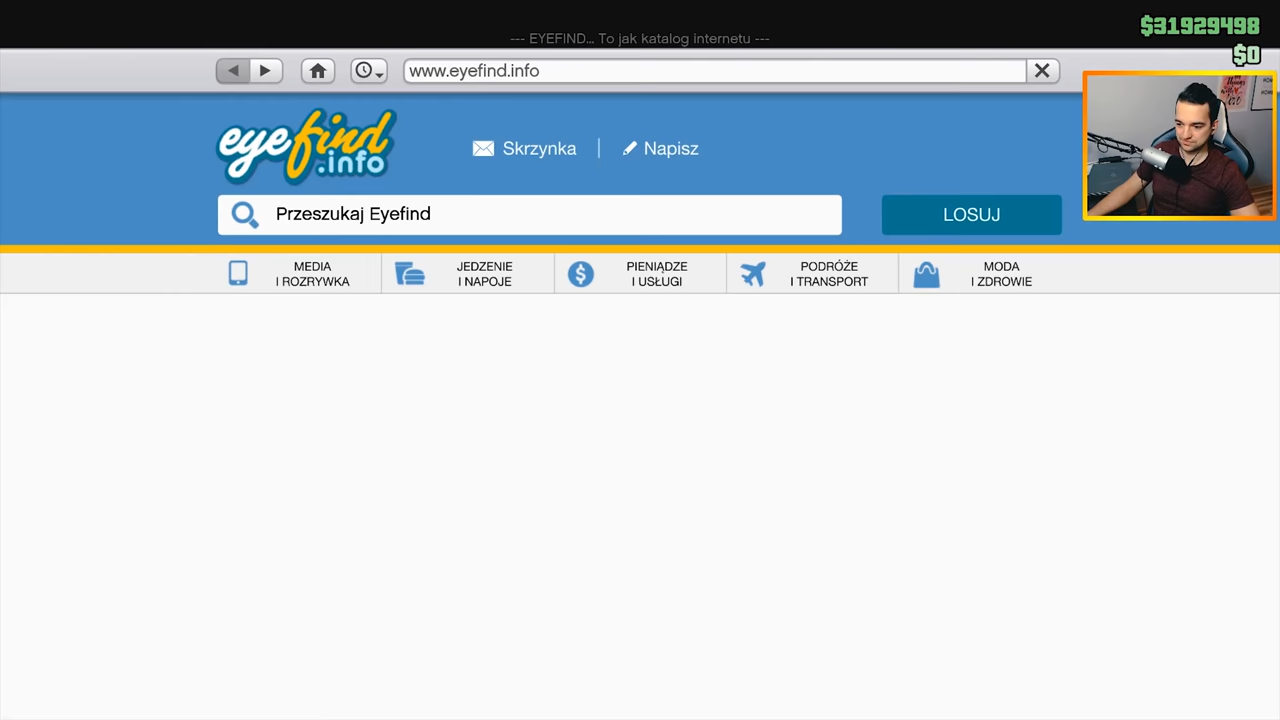 $31929498
--- EYEFIND... To jak katalog internetu ---
$0
www.eyefind.info
eyefind.info
Skrzynka
Napisz
Przeszukaj Eyefind
LOSUJ
MEDIA
I ROZRYWKA
JEDZENIE
I NAPOJE
PIENIĄDZE
I USŁUGI
PODRÓŻE
I TRANSPORT
MODA
I ZDROWIE